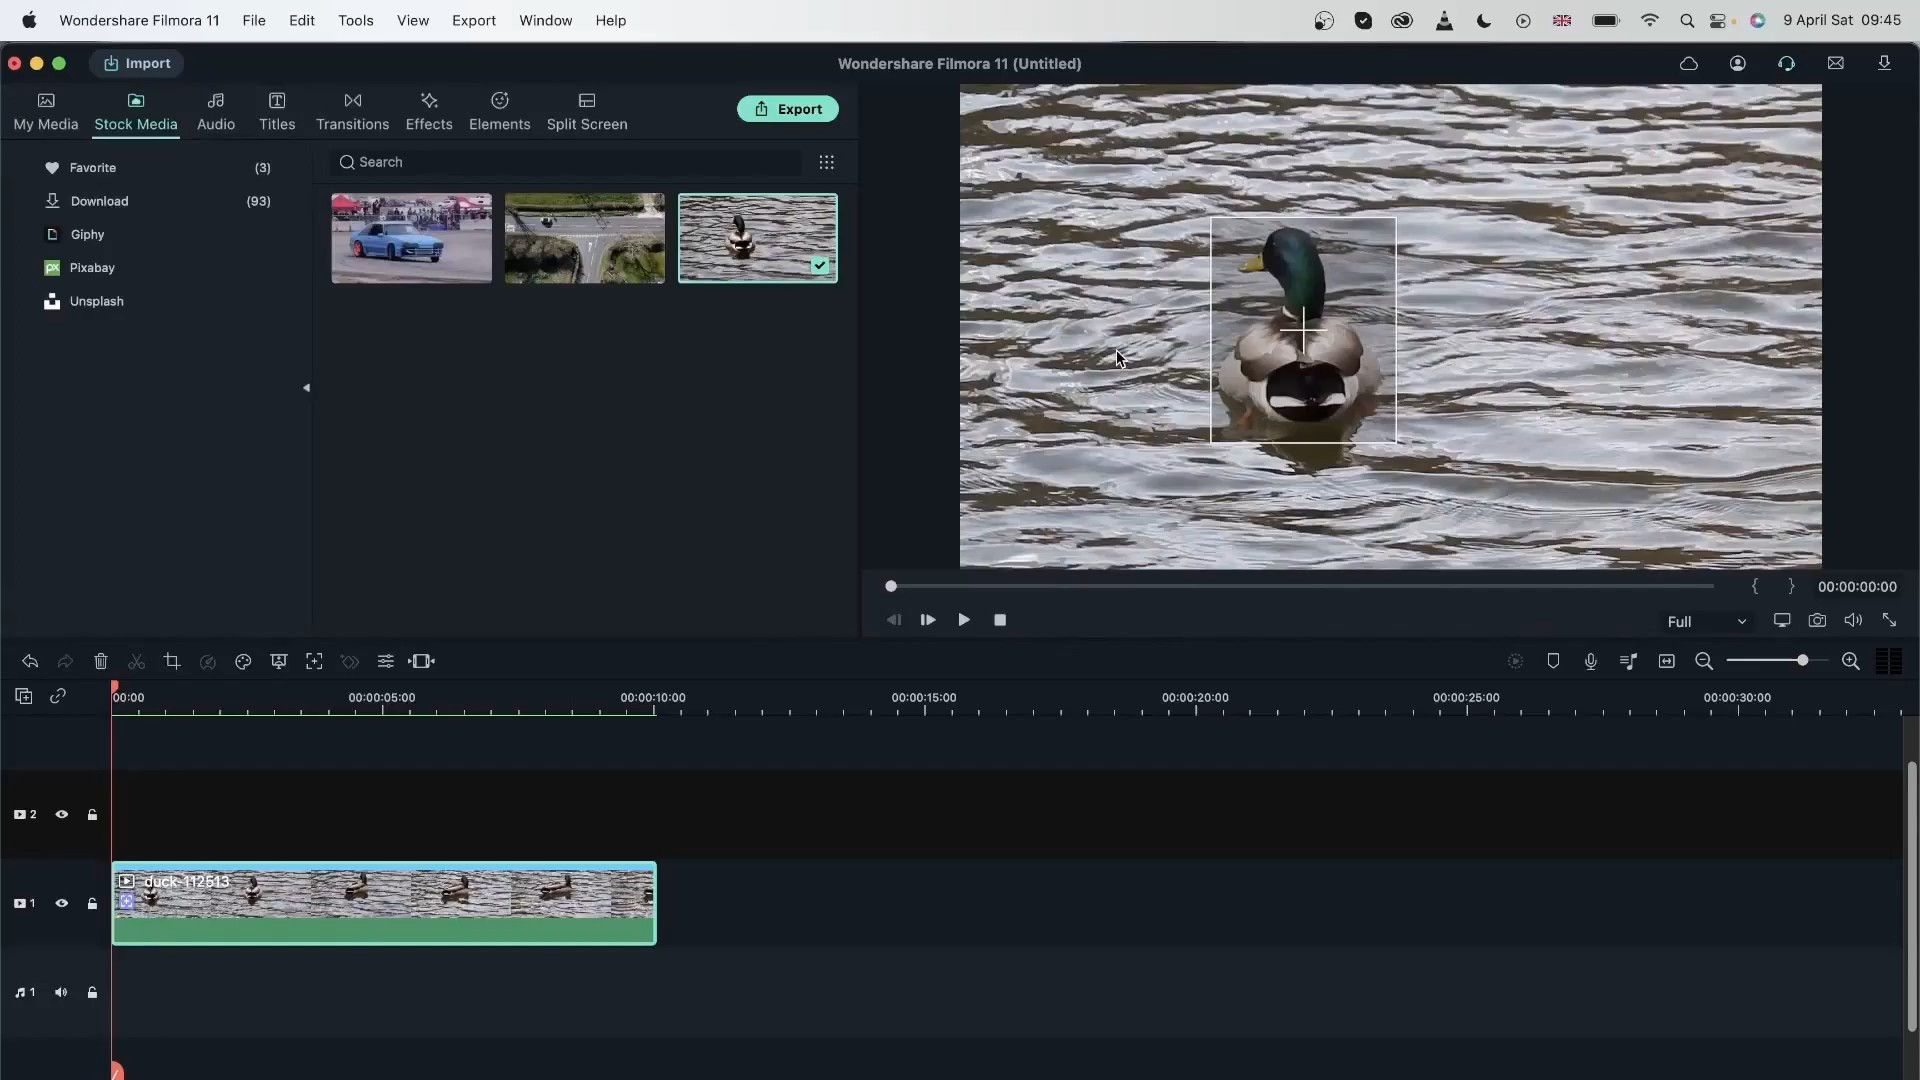 Wondershare Filmora 11 File Edit Tools View Export Window Help 9 April Sat 09:45
Import Wondershare Filmora 11 (Untitled)
My Media Stock Media Audio Titles Transitions Effects Elements Split Screen Export
Favorite (3)
Search
Download (93)
Giphy
px Pixabay
Unsplash
{ } 00:00:00:00
Full
00:00 00:00:05:00 00:00:10:00 00:00:15:00 00:00:20:00 00:00:25:00 00:00:30:00
2
duck-112513
1
1